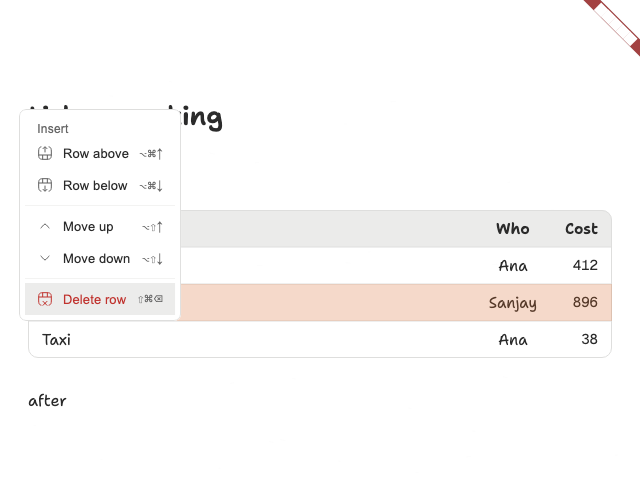 Insert
Row above ⌥⌘↑
Row below ⌥⌘↓
Move up ⌥⇧↑
Move down ⌥⇧↓
Delete row ⇧⌘⌫
Who Cost
Ana 412
Sanjay 896
Taxi Ana 38
after